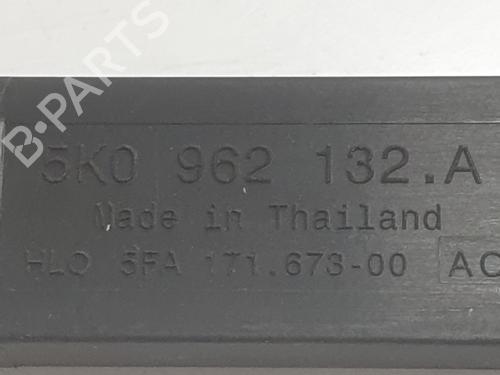 B-PARTS
5K0 962 132.A
Made in Thailand
HLO 5FA 171.673-00 AC